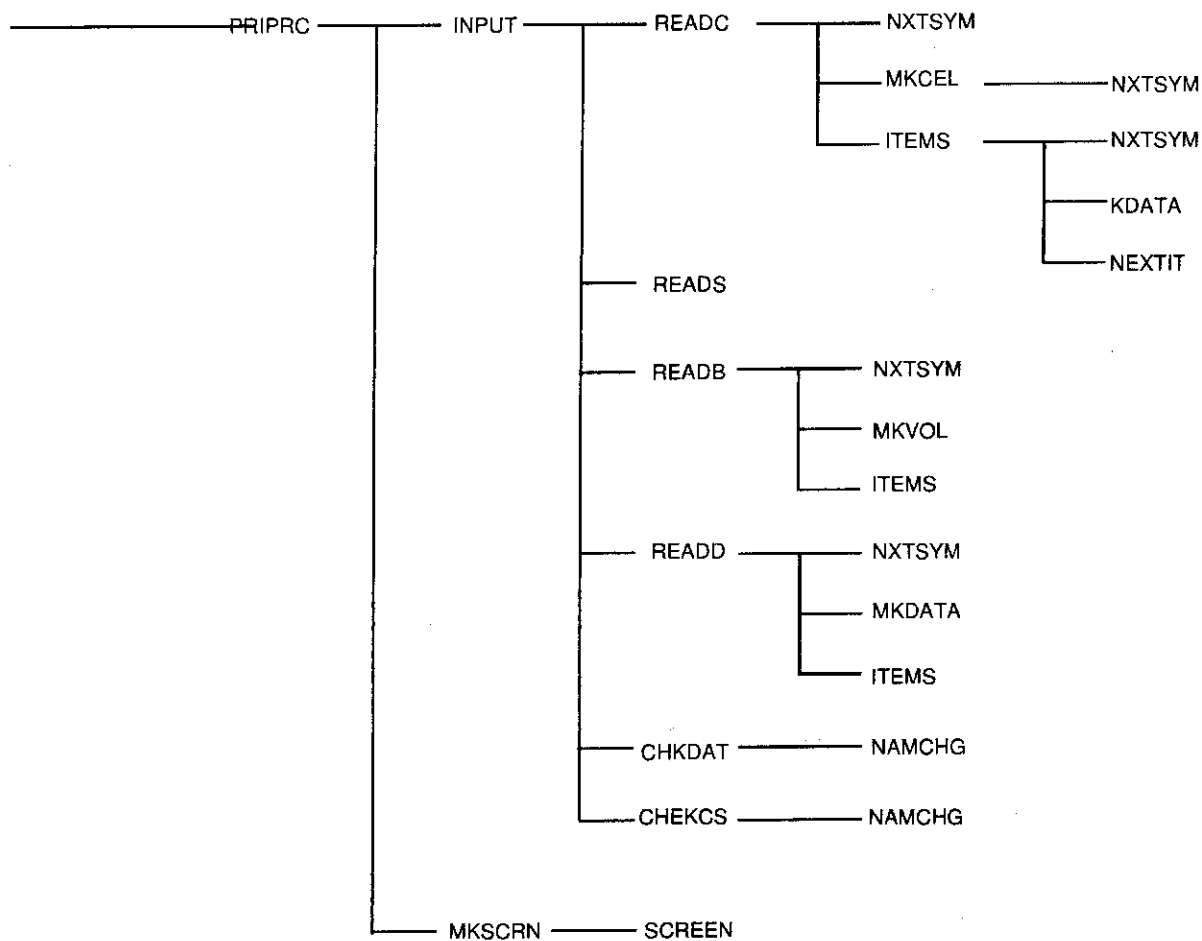 PRIPRC INPUT READC NXTSYM
MKCEL NXTSYM
ITEMS NXTSYM
KDATA
NEXTIT
READS
READB NXTSYM
MKVOL
ITEMS
READD NXTSYM
MKDATA
ITEMS
CHKDAT NAMCHG
CHEKCS NAMCHG
MKSCRN SCREEN